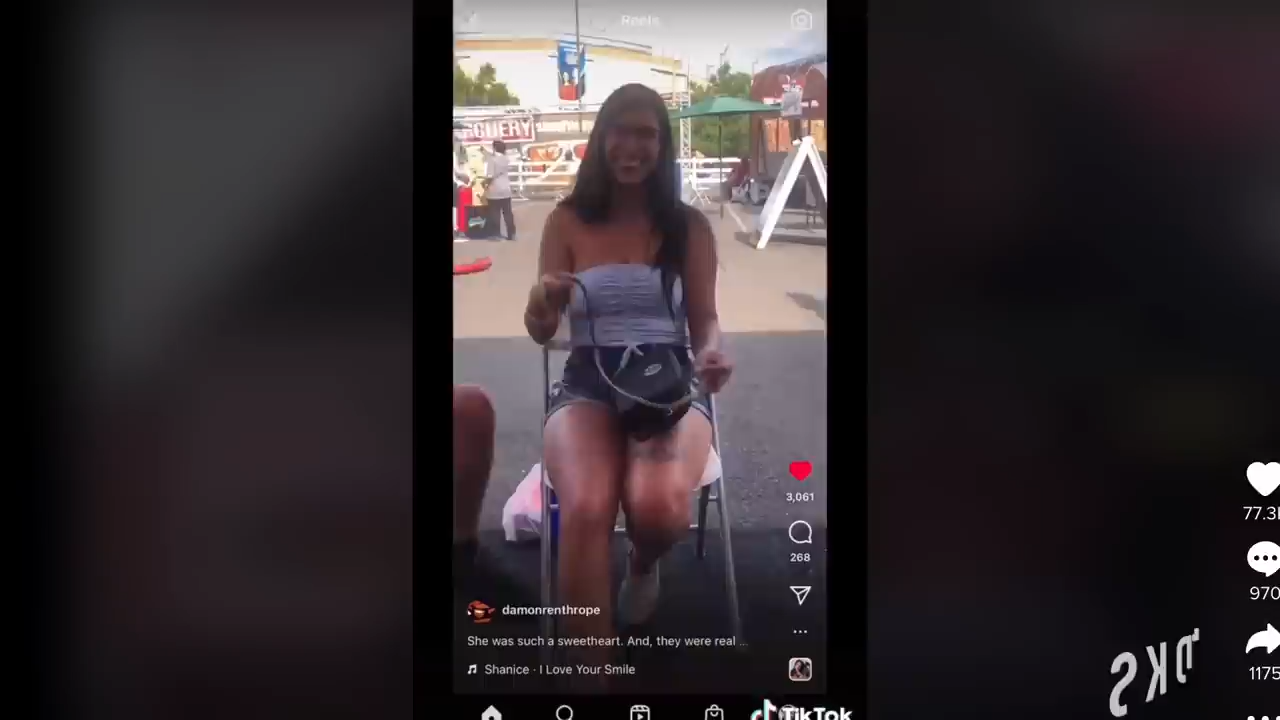 Reels
3,061
268
damonrenthrope
She was such a sweetheart. And, they were real ...
Shanice · I Love Your Smile
TikTok
77.3
970
1175